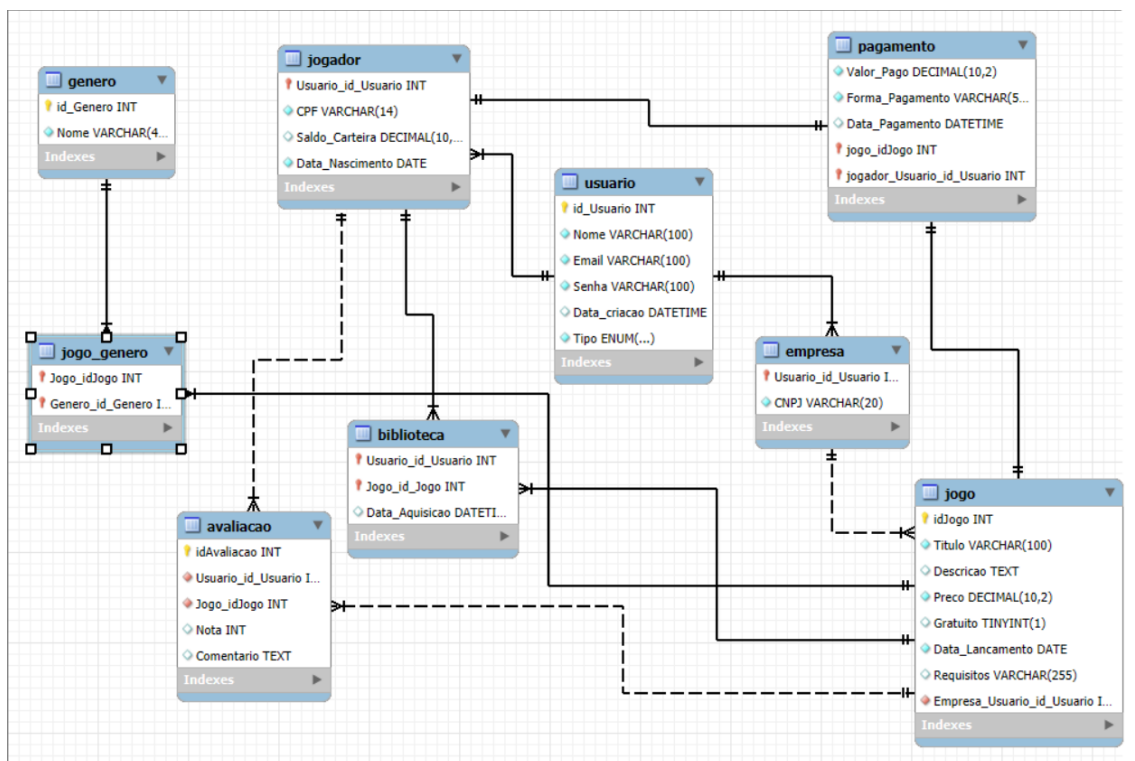 genero
id_Genero INT
Nome VARCHAR(4...
Indexes
jogador
Usuario_id_Usuario INT
CPF VARCHAR(14)
Saldo_Carteira DECIMAL(10,...
Data_Nascimento DATE
Indexes
pagamento
Valor_Pago DECIMAL(10,2)
Forma_Pagamento VARCHAR(5...
Data_Pagamento DATETIME
jogo_idJogo INT
jogador_Usuario_id_Usuario INT
Indexes
usuario
id_Usuario INT
Nome VARCHAR(100)
Email VARCHAR(100)
Senha VARCHAR(100)
Data_criacao DATETIME
Tipo ENUM(...)
Indexes
jogo_genero
Jogo_idJogo INT
Genero_id_Genero I...
Indexes
empresa
Usuario_id_Usuario I...
CNPJ VARCHAR(20)
Indexes
biblioteca
Usuario_id_Usuario INT
Jogo_id_Jogo INT
Data_Aquisicao DATETI...
Indexes
avaliacao
idAvaliacao INT
Usuario_id_Usuario I...
Jogo_idJogo INT
Nota INT
Comentario TEXT
Indexes
jogo
idJogo INT
Titulo VARCHAR(100)
Descricao TEXT
Preco DECIMAL(10,2)
Gratuito TINYINT(1)
Data_Lancamento DATE
Requisitos VARCHAR(255)
Empresa_Usuario_id_Usuario I...
Indexes